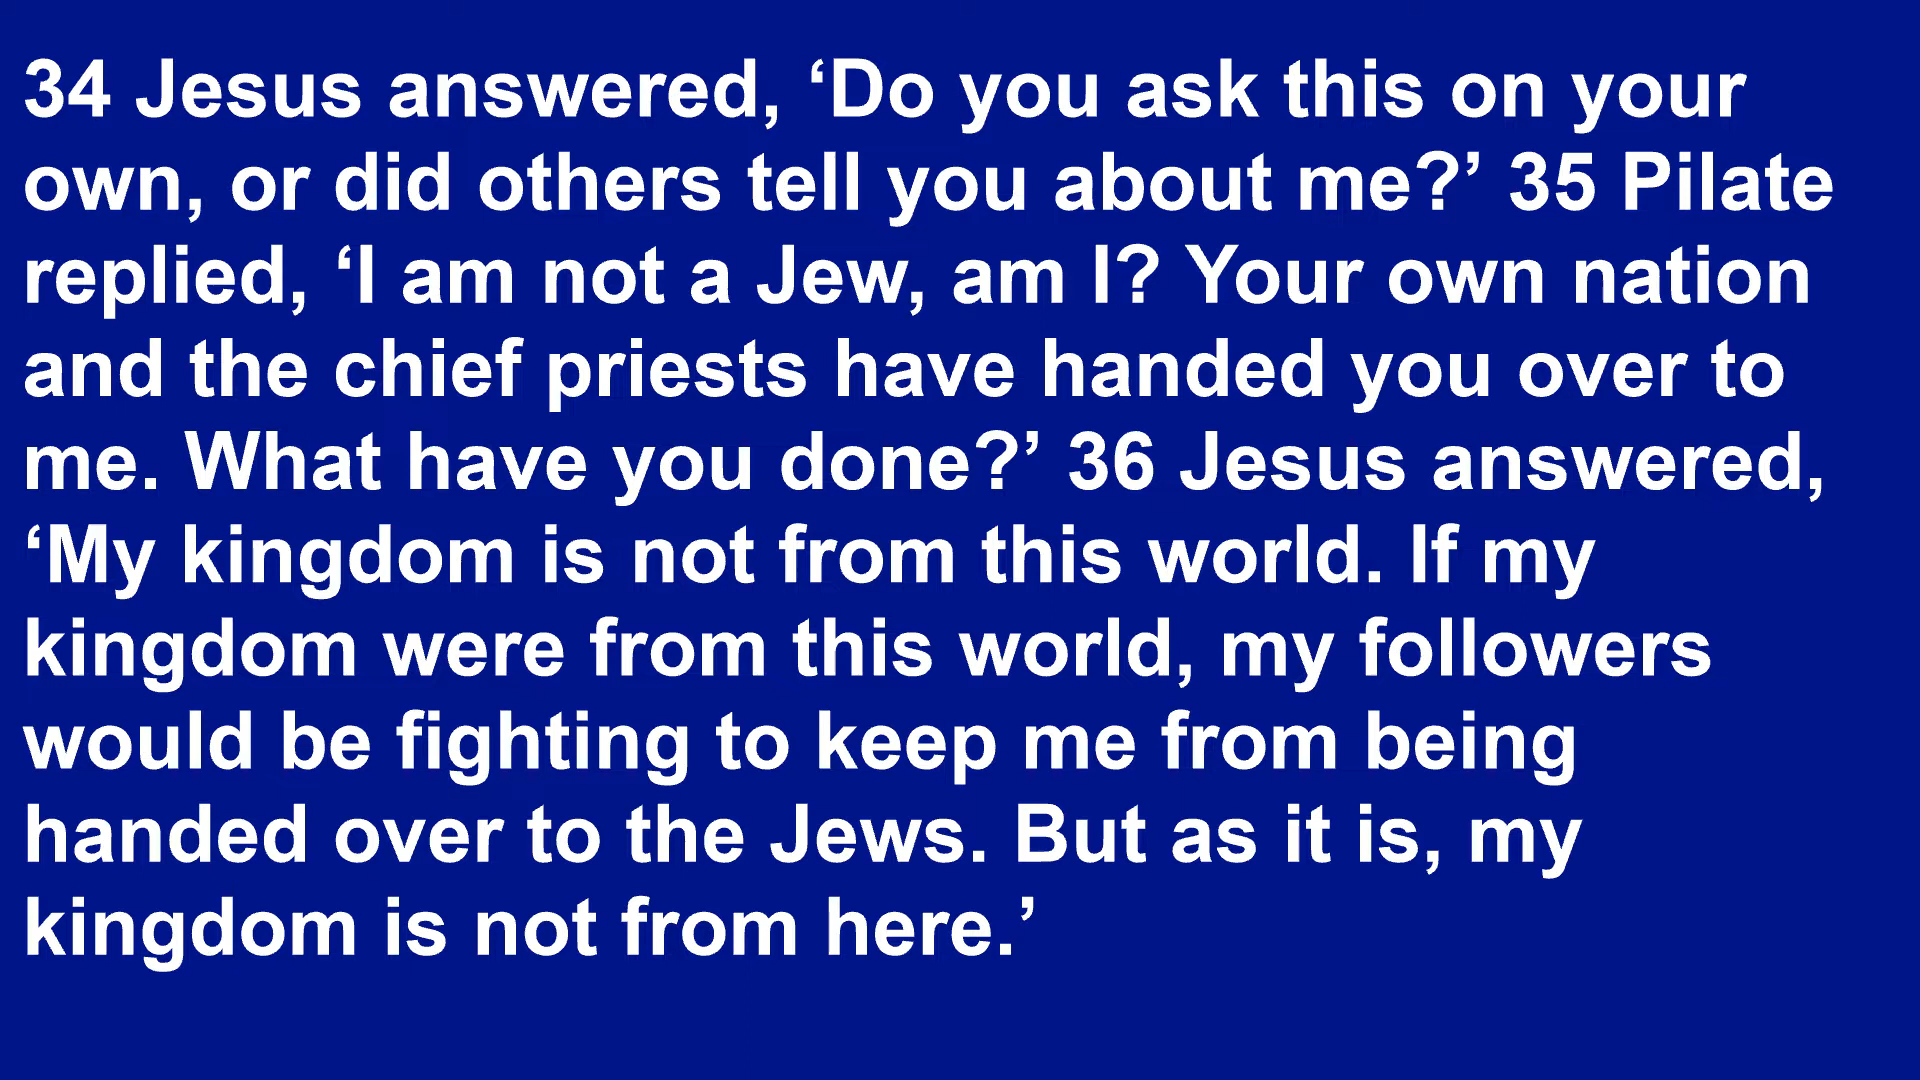 34 Jesus answered, ‘Do you ask this on your
own, or did others tell you about me?’ 35 Pilate
replied, ‘I am not a Jew, am I? Your own nation
and the chief priests have handed you over to
me. What have you done?’ 36 Jesus answered,
‘My kingdom is not from this world. If my
kingdom were from this world, my followers
would be fighting to keep me from being
handed over to the Jews. But as it is, my
kingdom is not from here.’